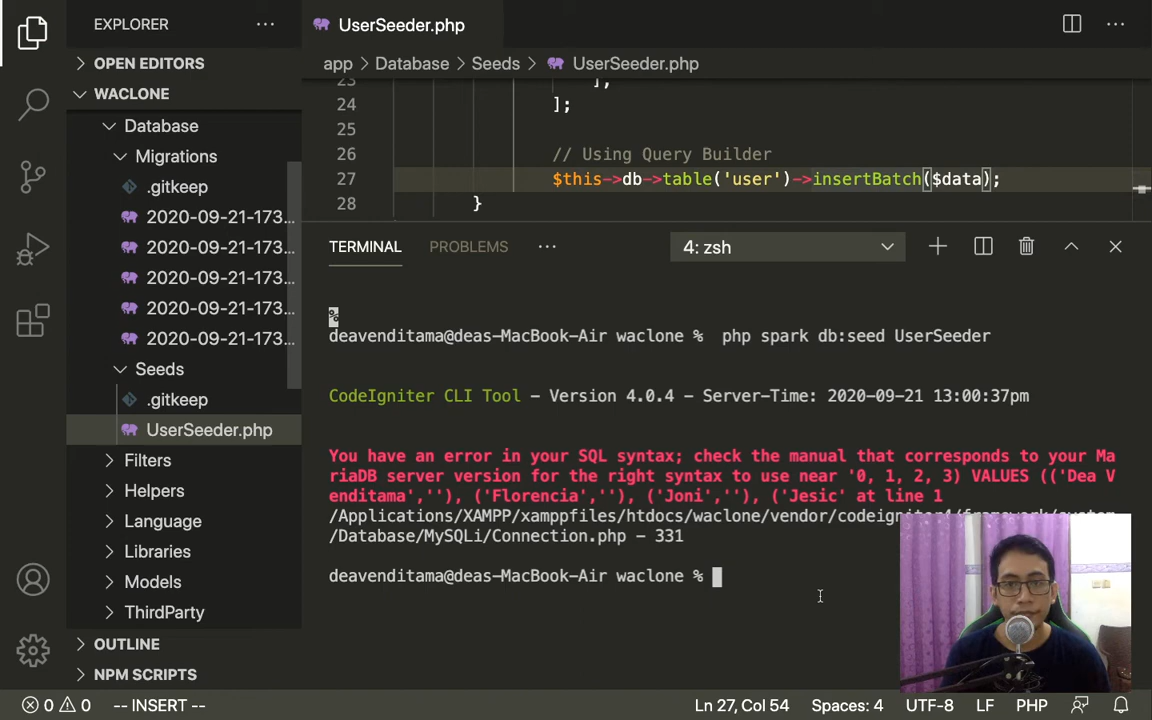 EXPLORER
UserSeeder.php
OPEN EDITORS
app
Database
Seeds
UserSeeder.php
WACLONE
Database
Migrations
.gitkeep
2020-09-21-173...
2020-09-21-173...
2020-09-21-173...
2020-09-21-173...
2020-09-21-173...
Seeds
.gitkeep
UserSeeder.php
Filters
Helpers
Language
Libraries
Models
ThirdParty
OUTLINE
NPM SCRIPTS
23 ],
24 ];
25
26 // Using Query Builder
27 $this->db->table('user')->insertBatch($data);
28 }
TERMINAL
PROBLEMS
4: zsh
%
deavenditama@deas-MacBook-Air waclone % php spark db:seed UserSeeder
CodeIgniter CLI Tool - Version 4.0.4 - Server-Time: 2020-09-21 13:00:37pm
You have an error in your SQL syntax; check the manual that corresponds to your Ma
riaDB server version for the right syntax to use near '0, 1, 2, 3) VALUES (('Dea V
enditama',''), ('Florencia',''), ('Joni',''), ('Jesic' at line 1
/Applications/XAMPP/xamppfiles/htdocs/waclone/vendor/codeigniter4/framework/system
/Database/MySQLi/Connection.php - 331
deavenditama@deas-MacBook-Air waclone %
0 0 -- INSERT --
Ln 27, Col 54
Spaces: 4
UTF-8
LF
PHP